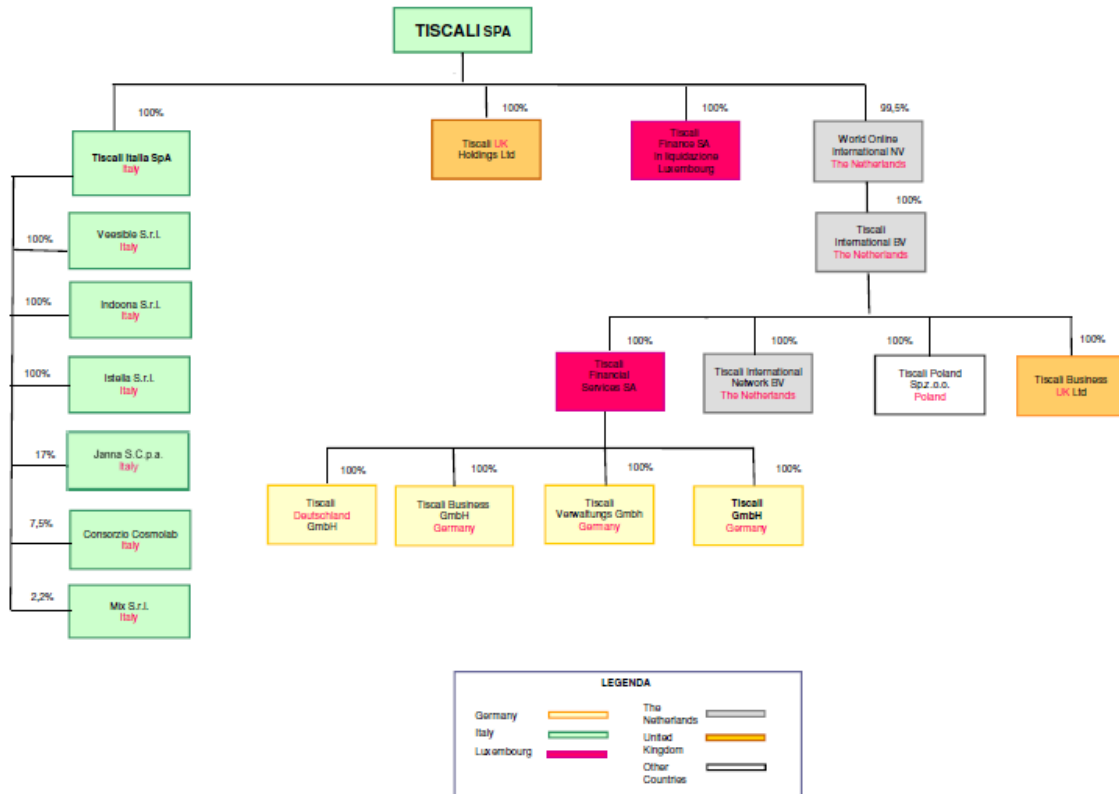 TISCALI SPA
100%
100%
100%
99,5%
Tiscali Italia SpA
Italy
Tiscali UK
Holdings Ltd
Tiscali
Finance SA
in liquidazione
Luxembourg
World Online
International NV
The Netherlands
100%
Tiscali
International BV
The Netherlands
100%
Veesible S.r.l.
Italy
100%
Indoona S.r.l.
Italy
100%
Istella S.r.l.
Italy
17%
Janna S.C.p.a.
Italy
7,5%
Consorzio Cosmolab
Italy
2,2%
Mix S.r.l.
Italy
100%
100%
100%
100%
Tiscali
Financial
Services SA
Tiscali International
Network BV
The Netherlands
Tiscali Poland
Sp.z.o.o.
Poland
Tiscali Business
UK Ltd
100%
100%
100%
100%
Tiscali
Deutschland
GmbH
Tiscali Business
GmbH
Germany
Tiscali
Verwaltungs Gmbh
Germany
Tiscali
GmbH
Germany
LEGENDA
Germany
Italy
Luxembourg
The
Netherlands
United
Kingdom
Other
Countries